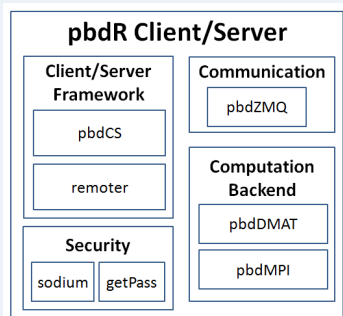 pbdR Client/Server
Client/Server
Framework
pbdCS
remoter
Security
sodium getPass
Communication
pbdZMQ
Computation
Backend
pbdDMAT
pbdMPI